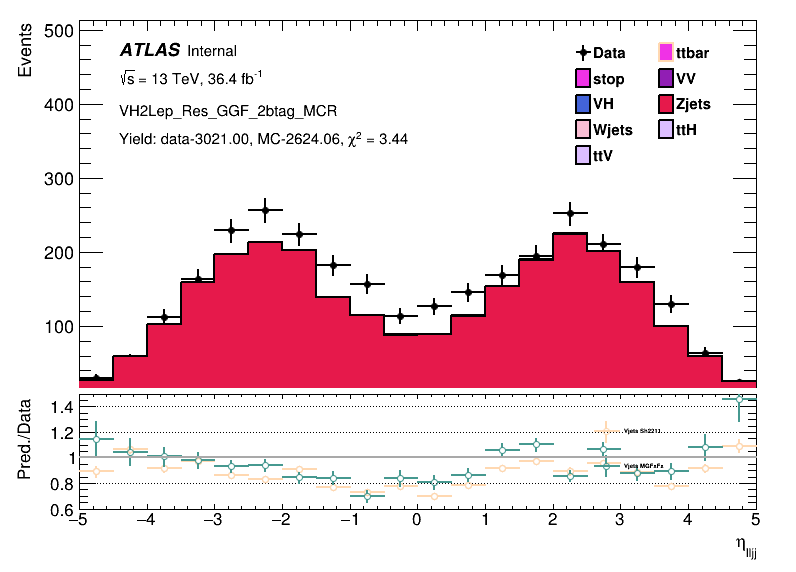 Events
500
400
300
200
100
ATLAS Internal
√s = 13 TeV, 36.4 fb⁻¹
VH2Lep_Res_GGF_2btag_MCR
Yield: data-3021.00, MC-2624.06, χ² = 3.44
Data
ttbar
stop
VV
VH
Zjets
Wjets
ttH
ttV
Pred./Data
1.4
1.2
1
0.8
0.6
Vjets Sh2211
Vjets MGFxFx
−5 −4 −3 −2 −1 0 1 2 3 4 5
η_lljj